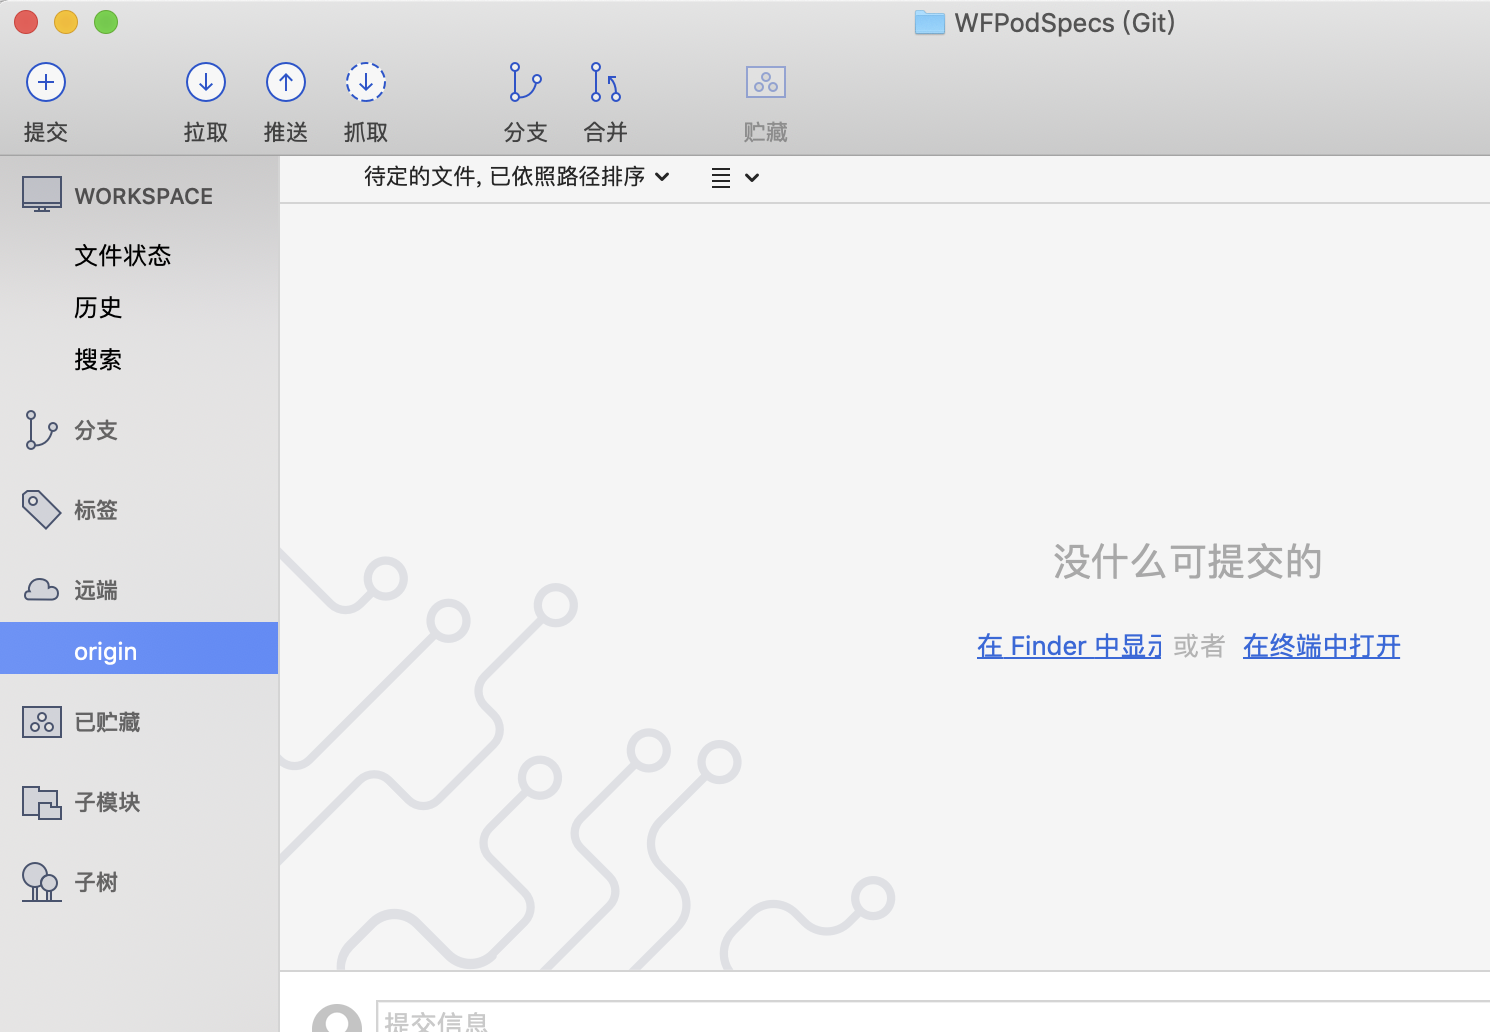 WFPodSpecs (Git)
提交 拉取 推送 抓取 分支 合并 贮藏
WORKSPACE
文件状态
历史
搜索
分支
标签
远端
origin
已贮藏
子模块
子树
待定的文件, 已依照路径排序
没什么可提交的
在 Finder 中显示 或者 在终端中打开
提交信息